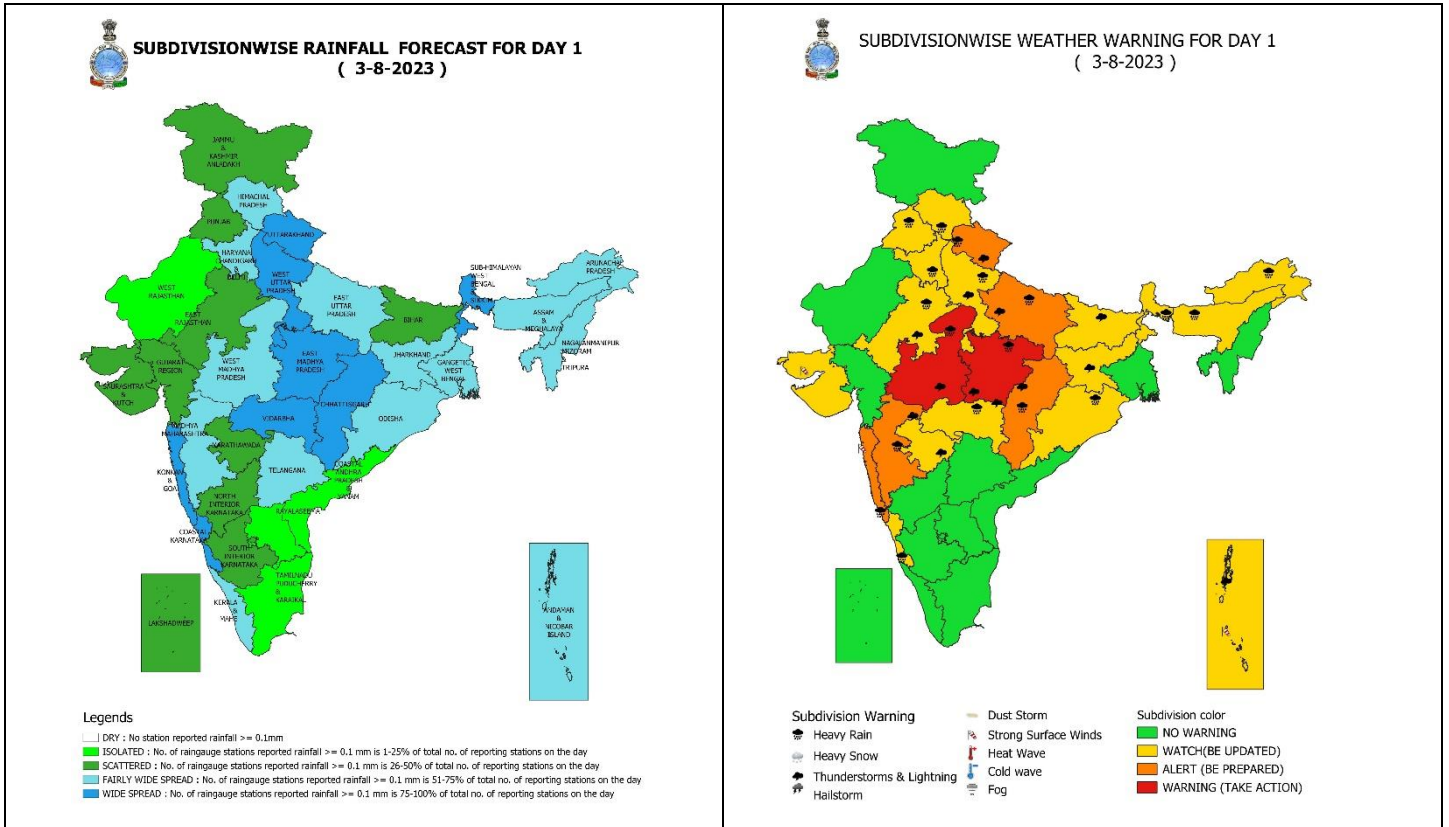 SUBDIVISIONWISE RAINFALL FORECAST FOR DAY 1
( 3-8-2023 )
JAMMU
&
KASHMIR
HIMACHAL
PRADESH
PUNJAB
UTTARAKHAND
HARYANA
CHANDIGARH
&
DELHI
WEST
UTTAR
PRADESH
SUB-HIMALAYAN
WEST
BENGAL
&
ARUNACHAL
PRADESH
WEST
RAJASTHAN
EAST
RAJASTHAN
EAST
UTTAR
PRADESH
BIHAR
ASSAM
&
MEGHALAYA
GUJARAT
REGION
WEST
MADHYA
PRADESH
EAST
MADHYA
PRADESH
JHARKHAND
GANGETIC
WEST
BENGAL
&
TRIPURA
SAURASHTRA
&
KUTCH
CHHATTISGARH
VIDARBHA
ODISHA
MADHYA
MAHARASHTRA
MARATHAWADA
TELANGANA
COASTAL
ANDHRA
PRADESH
&
YANAM
KONKAN
&
GOA
NORTH
INTERIOR
KARNATAKA
RAYALASEEMA
COASTAL
KARNATAKA
SOUTH
INTERIOR
KARNATAKA
TAMILNADU
PUDUCHERRY
&
KARAIKAL
KERALA
&
MAHE
LAKSHADWEEP
ANDAMAN
&
NICOBAR
ISLAND
Legends
DRY : No station reported rainfall >= 0.1mm
ISOLATED : No. of raingauge stations reported rainfall >= 0.1 mm is 1-25% of total no. of reporting stations on the day
SCATTERED : No. of raingauge stations reported rainfall >= 0.1 mm is 26-50% of total no. of reporting stations on the day
FAIRLY WIDE SPREAD : No. of raingauge stations reported rainfall >= 0.1 mm is 51-75% of total no. of reporting stations on the day
WIDE SPREAD : No. of raingauge stations reported rainfall >= 0.1 mm is 75-100% of total no. of reporting stations on the day
SUBDIVISIONWISE WEATHER WARNING FOR DAY 1
( 3-8-2023 )
Subdivision Warning
Heavy Rain
Heavy Snow
Thunderstorms & Lightning
Hailstorm
Dust Storm
Strong Surface Winds
Heat Wave
Cold wave
Fog
Subdivision color
NO WARNING
WATCH(BE UPDATED)
ALERT (BE PREPARED)
WARNING (TAKE ACTION)